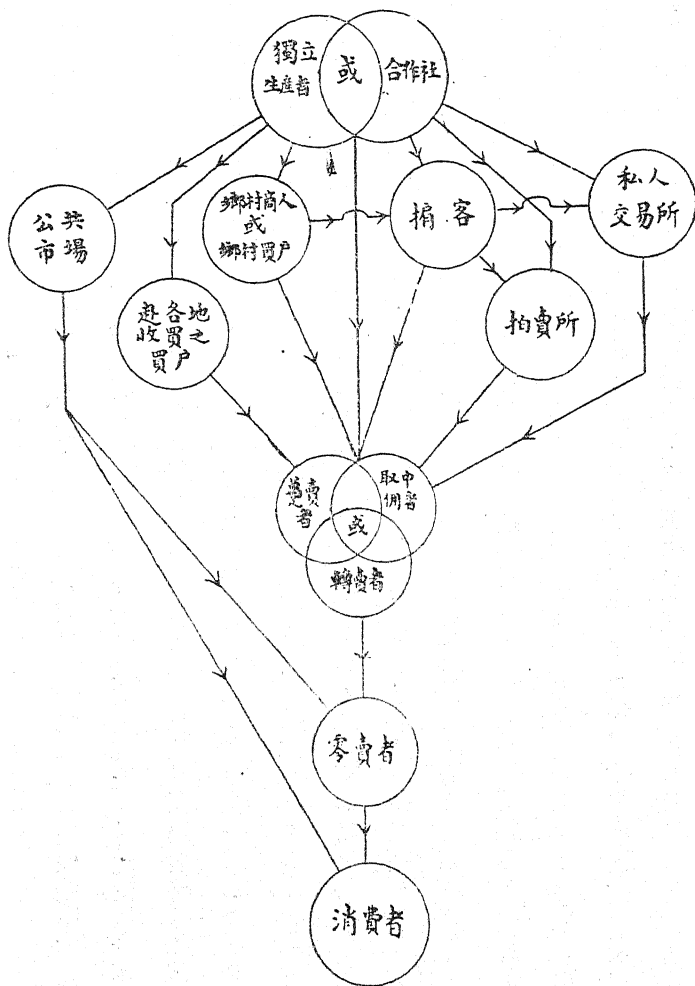 獨立
生產者
或
合作社
公共
市場
鄉村商人
或
鄉村買戶
掮客
私人
交易所
赴各地
收買之
買戶
拍賣所
躉賣
者
取中
佣者
或
轉賣者
零賣者
消費者